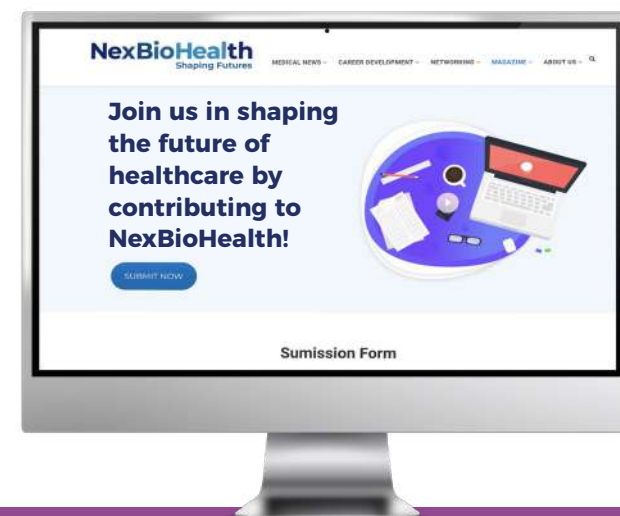 NexBioHealth
Shaping Futures
MEDICAL NEWS
CAREER DEVELOPMENT
NETWORKING
MAGAZINE
ABOUT US
Join us in shaping
the future of
healthcare by
contributing to
NexBioHealth!
SUBMIT NOW
Sumission Form